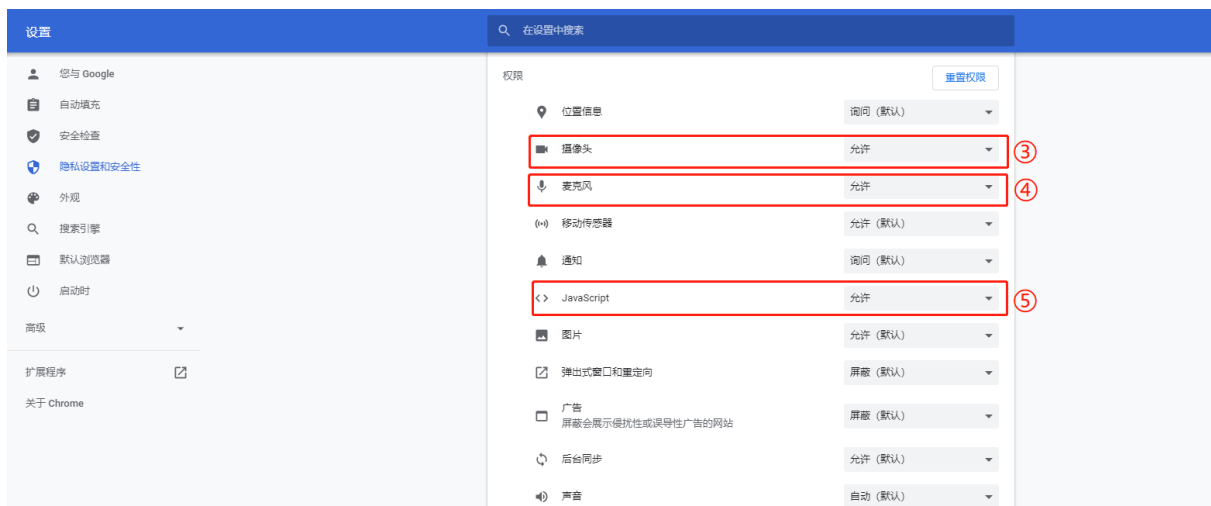 设置
在设置中搜索
您与 Google
自动填充
安全检查
隐私设置和安全性
外观
搜索引擎
默认浏览器
启动时
高级
扩展程序
关于 Chrome
权限
重置权限
位置信息 询问（默认）
摄像头 允许 ③
麦克风 允许 ④
移动传感器 允许（默认）
通知 询问（默认）
JavaScript 允许 ⑤
图片 允许（默认）
弹出式窗口和重定向 屏蔽（默认）
广告 屏蔽（默认）
屏蔽会展示侵扰性或误导性广告的网站
后台同步 允许（默认）
声音 自动（默认）